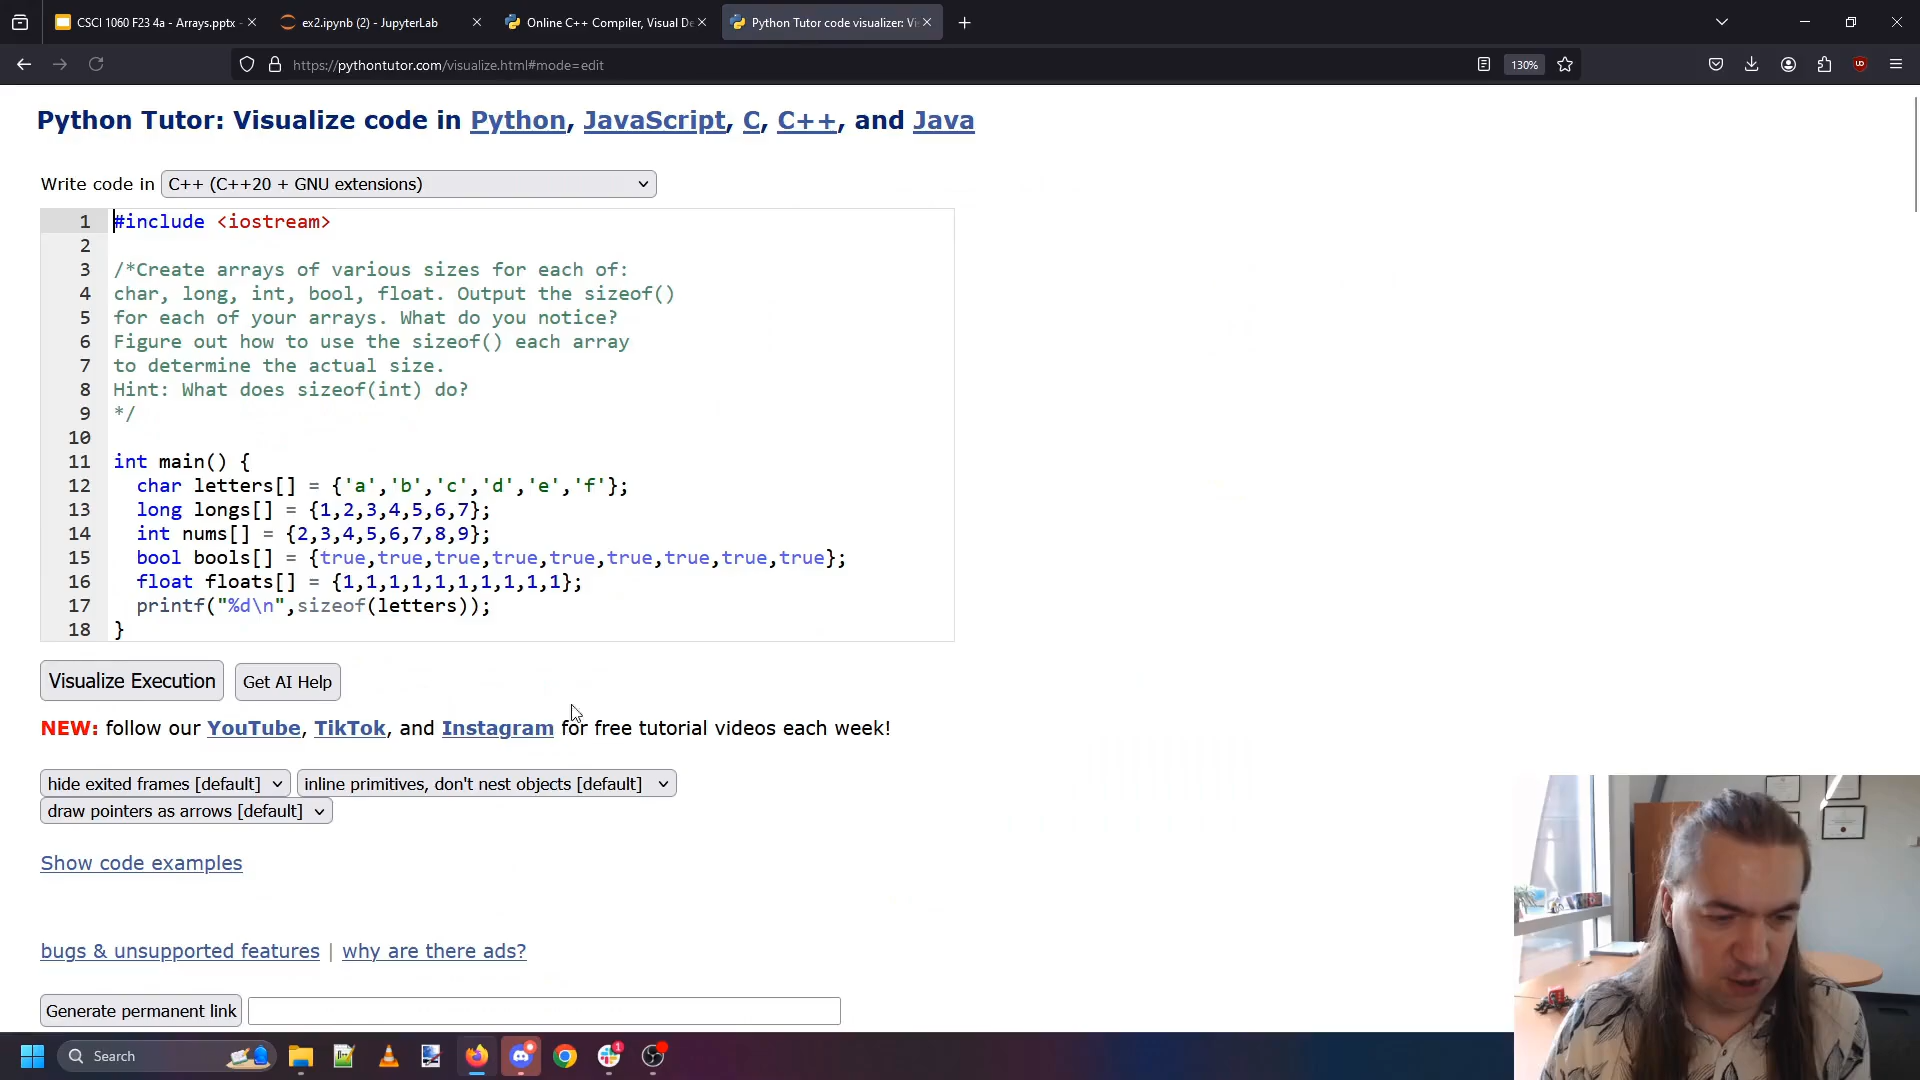 CSCI 1060 F23 4a - Arrays.pptx -
ex2.ipynb (2) - JupyterLab
Online C++ Compiler, Visual De
Python Tutor code visualizer: Vi
https://pythontutor.com/visualize.html#mode=edit
130%
Python Tutor: Visualize code in Python, JavaScript, C, C++, and Java
Write code in C++ (C++20 + GNU extensions)
1 #include <iostream>
2
3 /*Create arrays of various sizes for each of:
4 char, long, int, bool, float. Output the sizeof()
5 for each of your arrays. What do you notice?
6 Figure out how to use the sizeof() each array
7 to determine the actual size.
8 Hint: What does sizeof(int) do?
9 */
10
11 int main() {
12 char letters[] = {'a','b','c','d','e','f'};
13 long longs[] = {1,2,3,4,5,6,7};
14 int nums[] = {2,3,4,5,6,7,8,9};
15 bool bools[] = {true,true,true,true,true,true,true,true,true};
16 float floats[] = {1,1,1,1,1,1,1,1,1,1};
17 printf("%d\n",sizeof(letters));
18 }
Visualize Execution Get AI Help
NEW: follow our YouTube, TikTok, and Instagram for free tutorial videos each week!
hide exited frames [default] inline primitives, don't nest objects [default]
draw pointers as arrows [default]
Show code examples
bugs & unsupported features | why are there ads?
Generate permanent link
Search
1